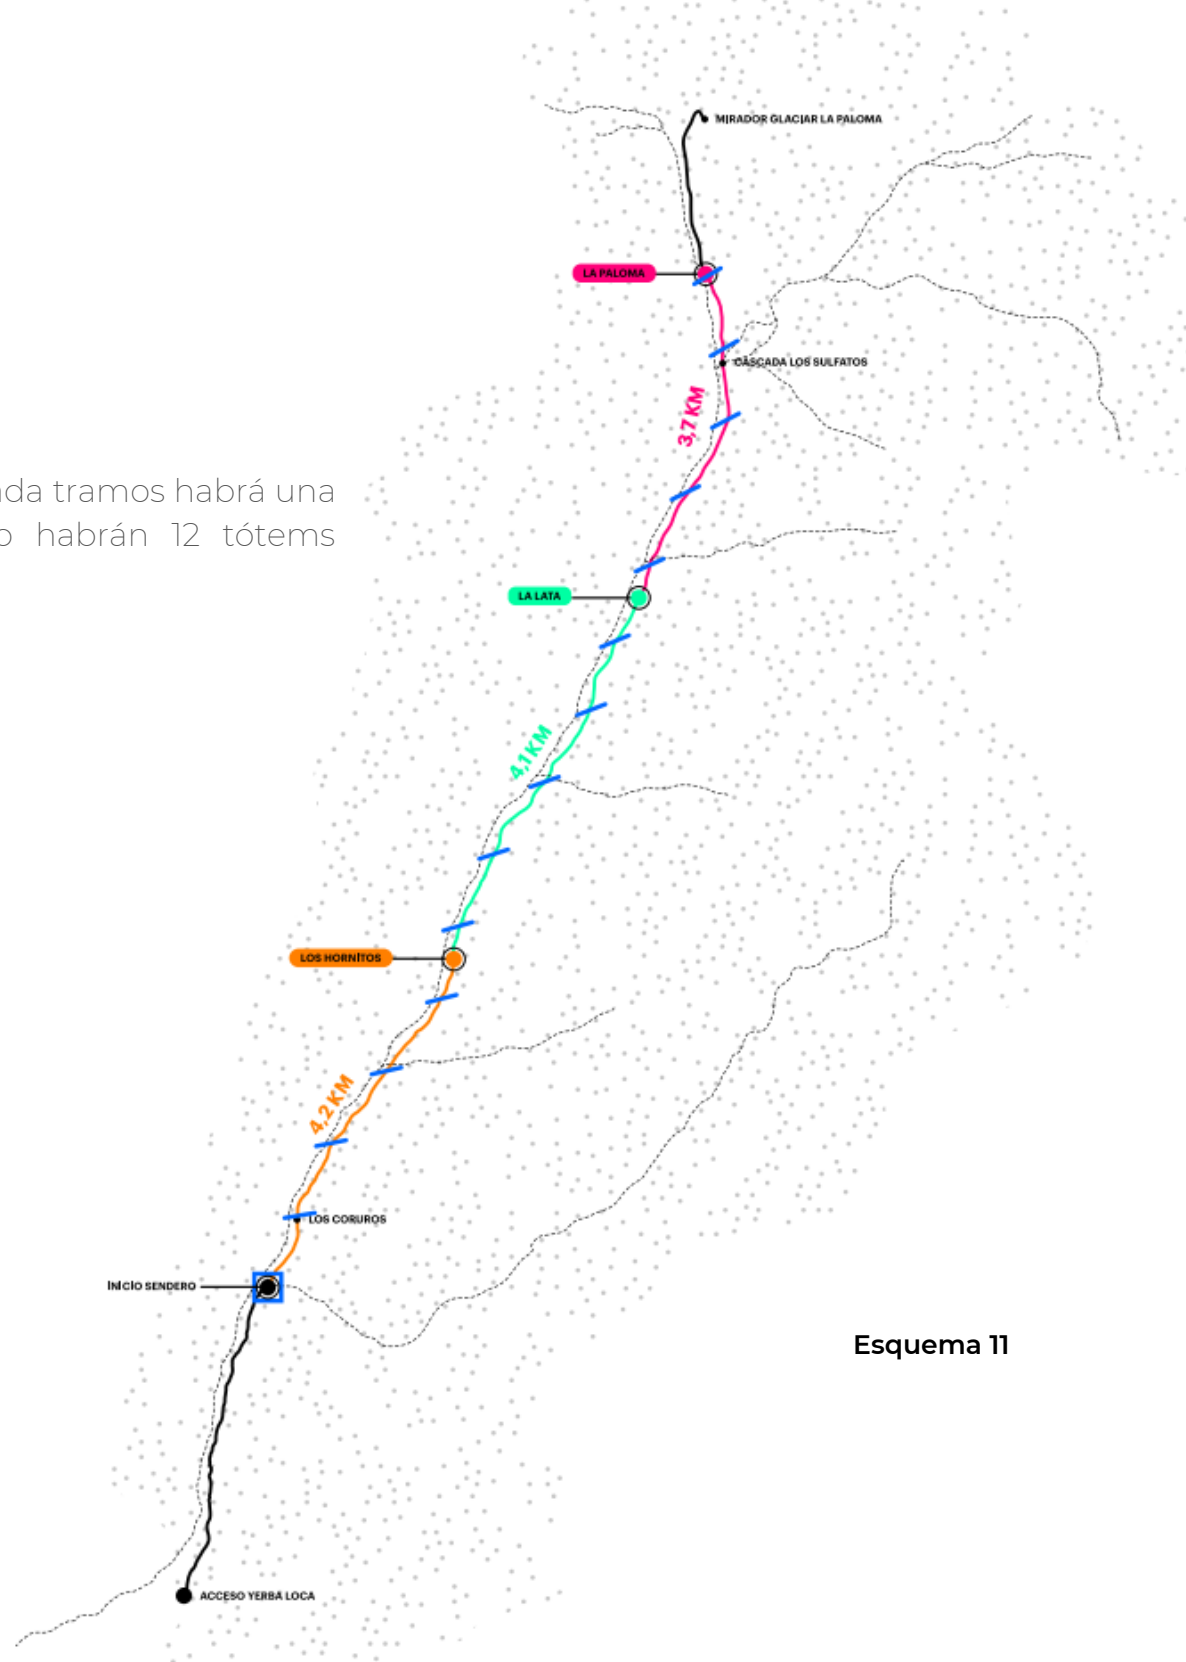 MIRADOR GLACIAR LA PALOMA
LA PALOMA
CASCADA LOS SULFATOS
3,7 KM
tramos habrá una
habrán 12 tótems
LA LATA
4,1 KM
LOS HORNITOS
4,2 KM
LOS CORUROS
INICIO SENDERO
Esquema 11
ACCESO YERBA LOCA